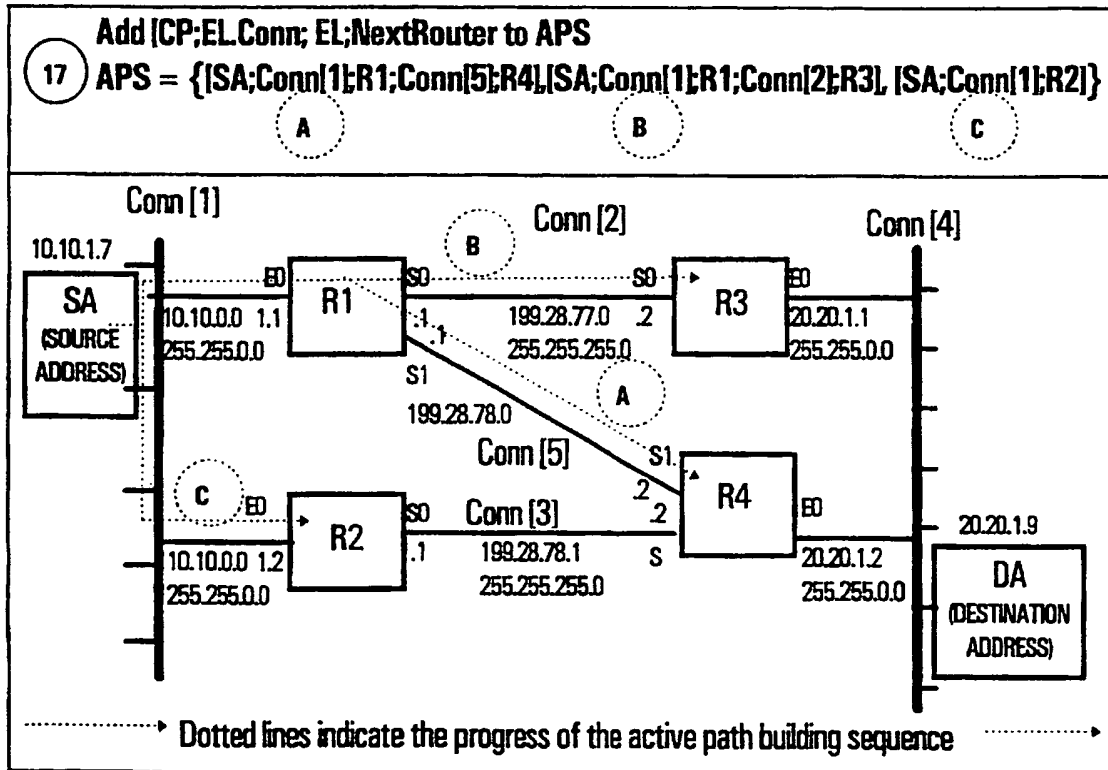 Add [CP;EL.Conn; EL;NextRouter to APS
17
APS = {[SA;Conn[1];R1;Conn[5];R4],[SA;Conn[1];R1;Conn[2];R3], [SA;Conn[1];R2]}
A
B
C
Conn [1]
Conn [2]
Conn [4]
10.10.1.7
B
SA
(SOURCE
ADDRESS)
E0
R1
S0
S0
R3
E0
10.10.0.0 1.1
255.255.0.0
.1
.1
199.28.77.0
255.255.255.0
.2
20.20.1.1
255.255.0.0
S1
199.28.78.0
A
Conn [5]
S1
.2
.2
C
E0
R2
S0
.1
Conn [3]
R4
E0
S
10.10.0.0 1.2
255.255.0.0
199.28.78.1
255.255.255.0
20.20.1.2
255.255.0.0
20.20.1.9
DA
(DESTINATION
ADDRESS)
Dotted lines indicate the progress of the active path building sequence